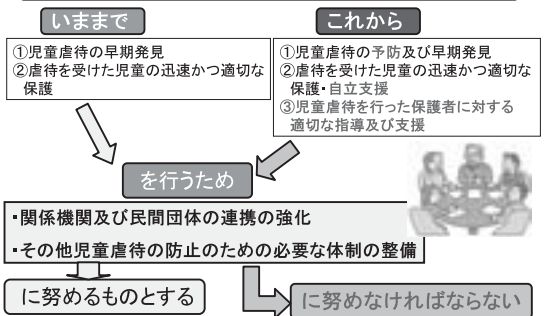 いままで
これから
①児童虐待の早期発見
②虐待を受けた児童の迅速かつ適切な
保護
①児童虐待の予防及び早期発見
②虐待を受けた児童の迅速かつ適切な
保護・自立支援
③児童虐待を行った保護者に対する
適切な指導及び支援
を行うため
・関係機関及び民間団体の連携の強化
・その他児童虐待の防止のための必要な体制の整備
に努めるものとする
に努めなければならない